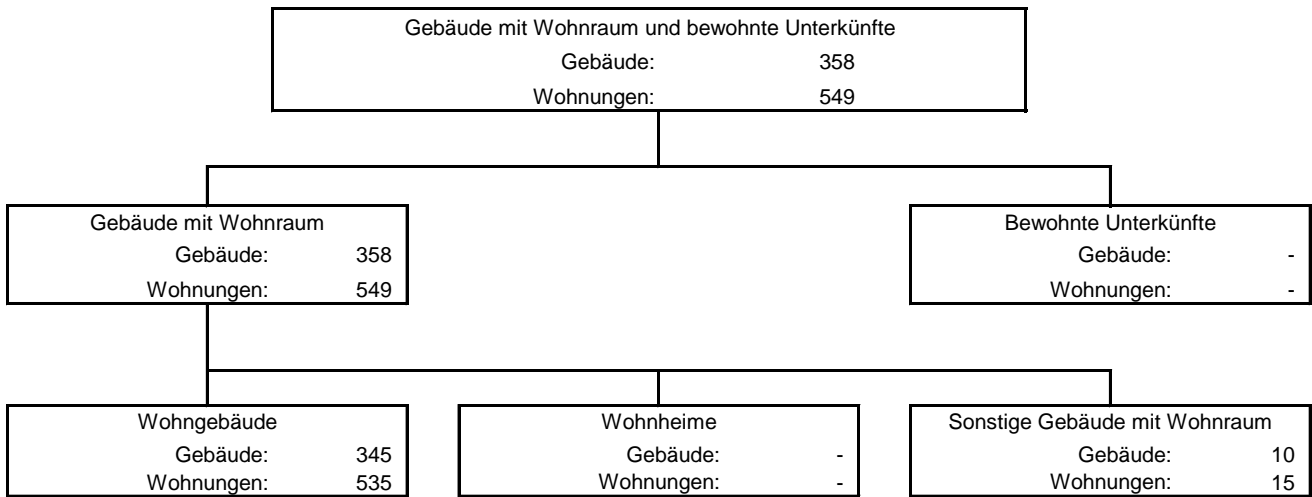 Gebäude mit Wohnraum und bewohnte Unterkünfte
Gebäude: 358
Wohnungen: 549
Gebäude mit Wohnraum
Gebäude: 358
Wohnungen: 549
Bewohnte Unterkünfte
Gebäude: -
Wohnungen: -
Wohngebäude
Gebäude: 345
Wohnungen: 535
Wohnheime
Gebäude: -
Wohnungen: -
Sonstige Gebäude mit Wohnraum
Gebäude: 10
Wohnungen: 15